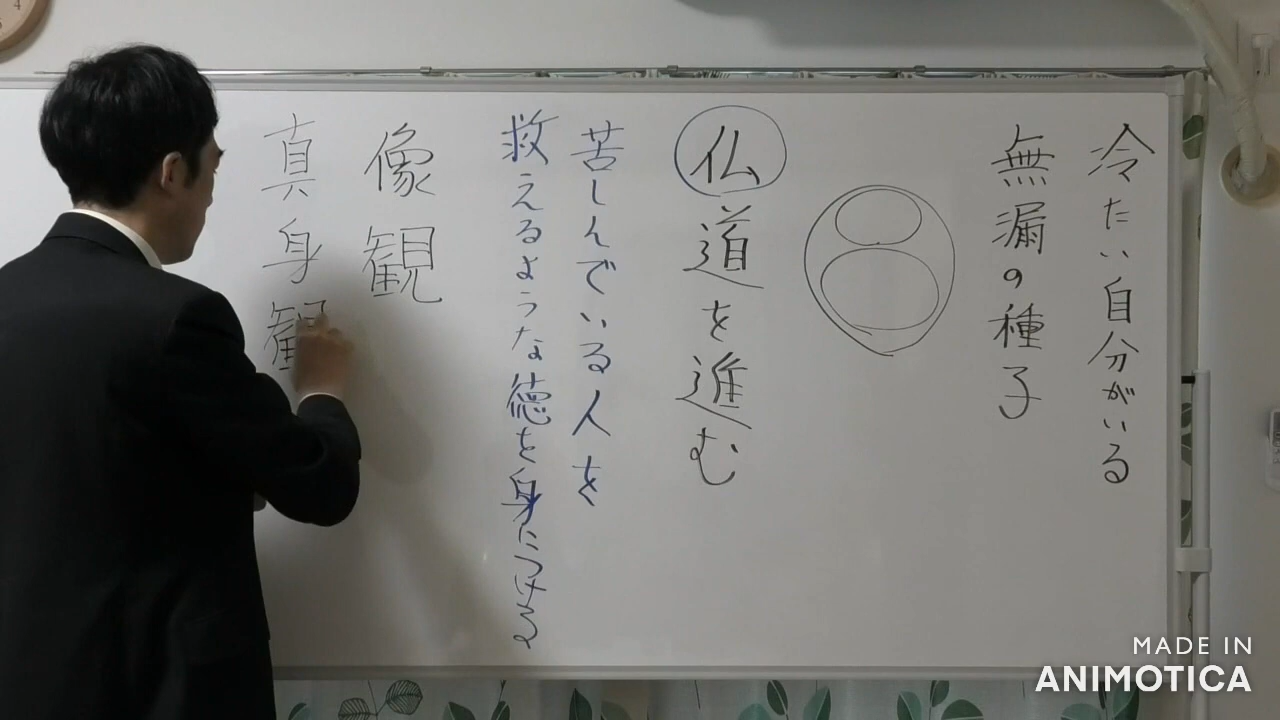 冷たい自分がいる
無漏の種子
仏道を進む
苦しんでいる人を
救えるような徳を身につける
像観
真身観
MADE IN
ANIMOTICA